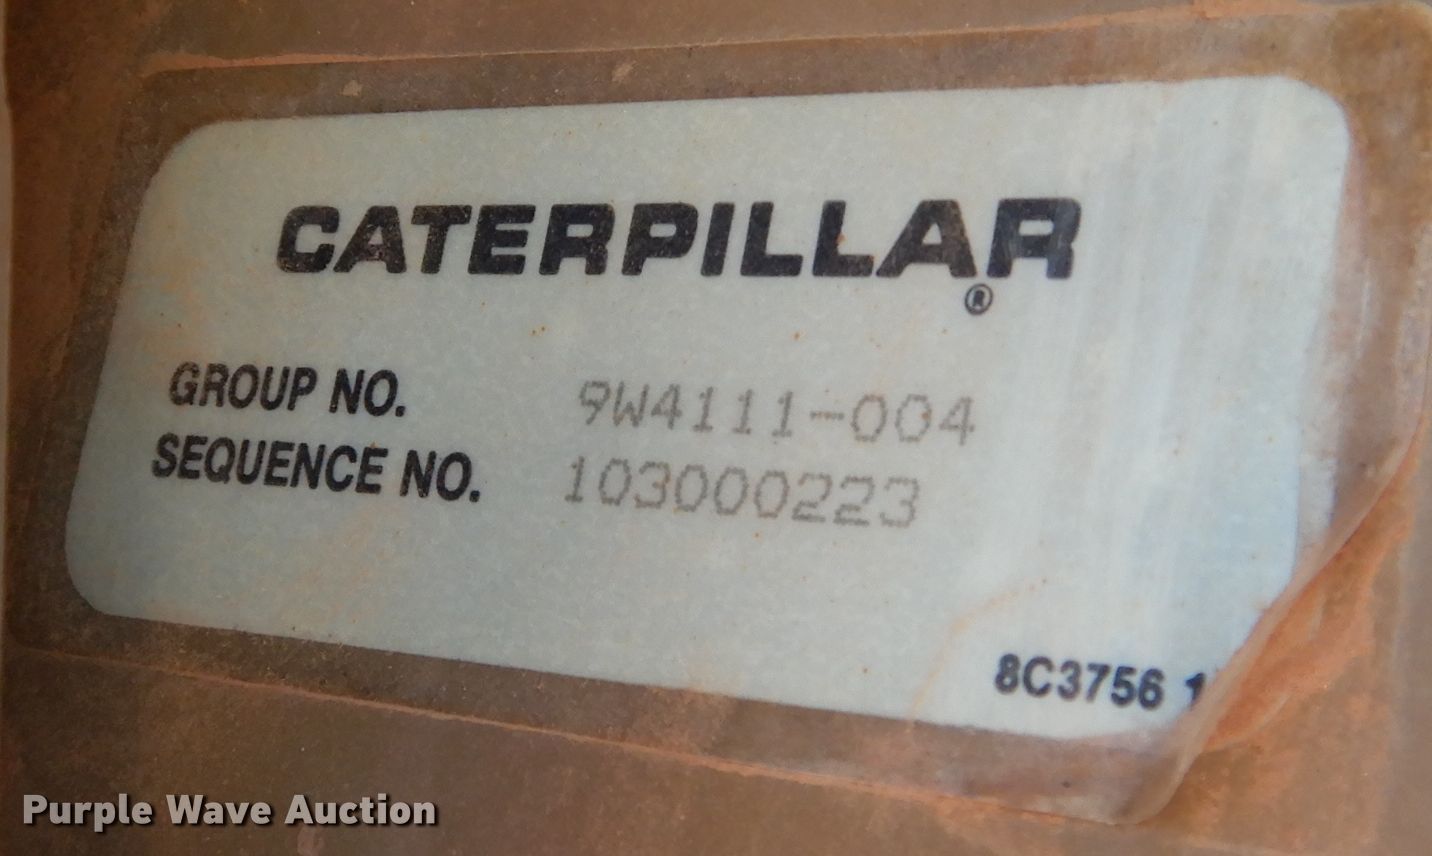 CATERPILLAR
®
GROUP NO. 9W4111-004
SEQUENCE NO. 103000223
8C3756
Purple Wave Auction